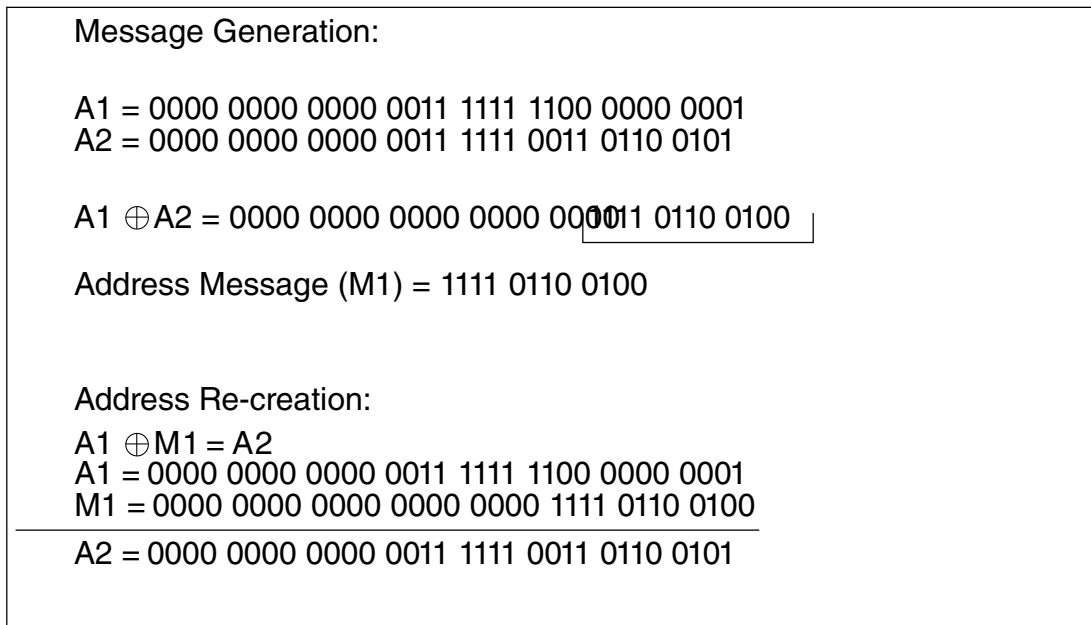 Message Generation:
A1 = 0000 0000 0000 0011 1111 1100 0000 0001
A2 = 0000 0000 0000 0011 1111 0011 0110 0101
A1 ⊕ A2 = 0000 0000 0000 0000 0000 1111 0110 0100
Address Message (M1) = 1111 0110 0100
Address Re-creation:
A1 ⊕ M1 = A2
A1 = 0000 0000 0000 0011 1111 1100 0000 0001
M1 = 0000 0000 0000 0000 0000 1111 0110 0100
A2 = 0000 0000 0000 0011 1111 0011 0110 0101